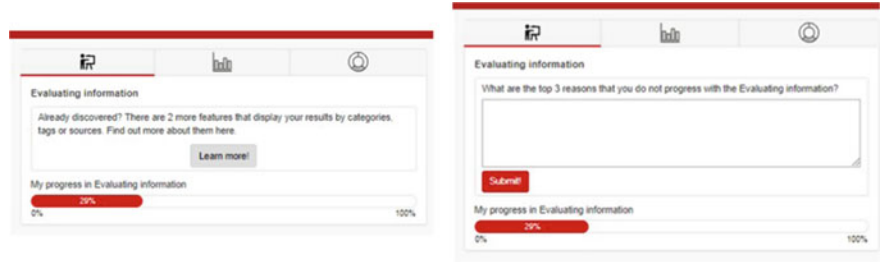 Evaluating information
Already discovered? There are 2 more features that display your results by categories,
tags or sources. Find out more about them here.
Learn more!
My progress in Evaluating information
29%
0% 100%
Evaluating information
What are the top 3 reasons that you do not progress with the Evaluating information?
Submit!
My progress in Evaluating information
29%
0% 100%